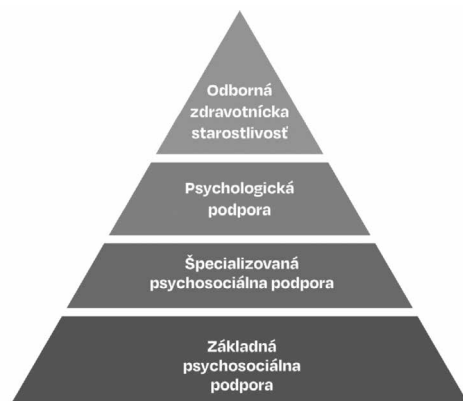 Odborná
zdravotnícka
starostlivosť
Psychologická
podpora
Špecializovaná
psychosociálna podpora
Základná
psychosociálna
podpora